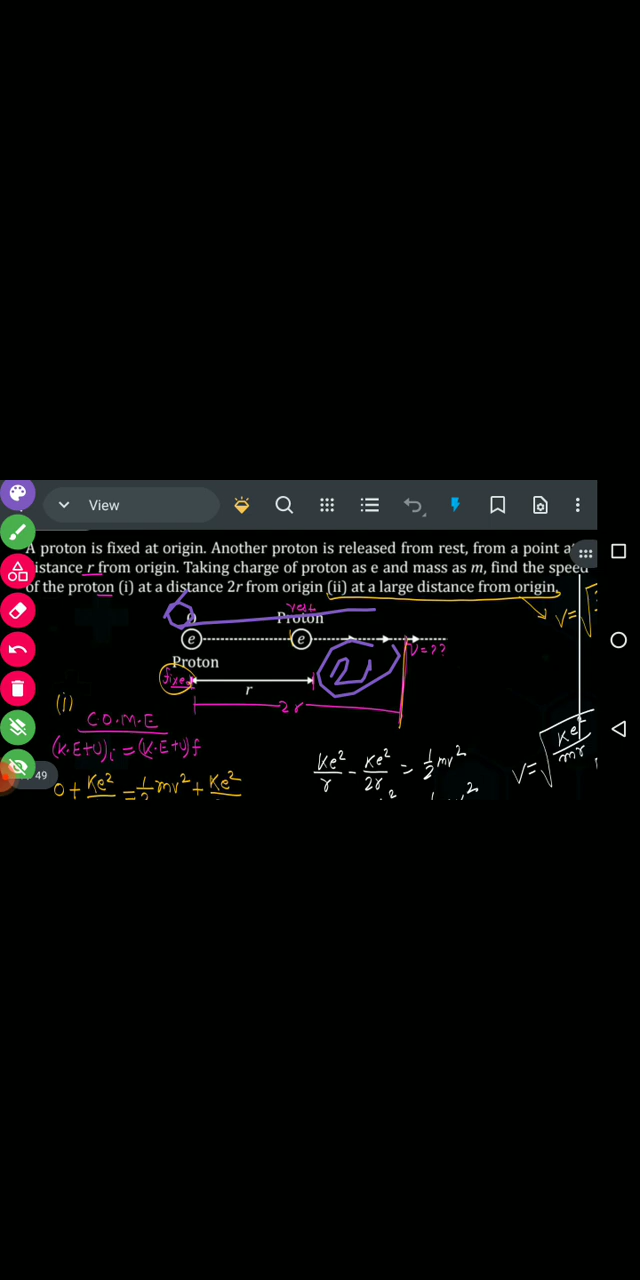 View
A proton is fixed at origin. Another proton is released from rest, from a point at
distance r from origin. Taking charge of proton as e and mass as m, find the speed
of the proton (i) at a distance 2r from origin (ii) at a large distance from origin.
rest
Proton
V=√
e e
V=??
Proton
fixed
r
2r
(i)
C.O.M.E
(K.E+U)i = (K.E+U)f
Ke²/r - Ke²/2r = 1/2 mv²
V=√Ke²/mr
49
0 + Ke² = 1/2 mv² + Ke²